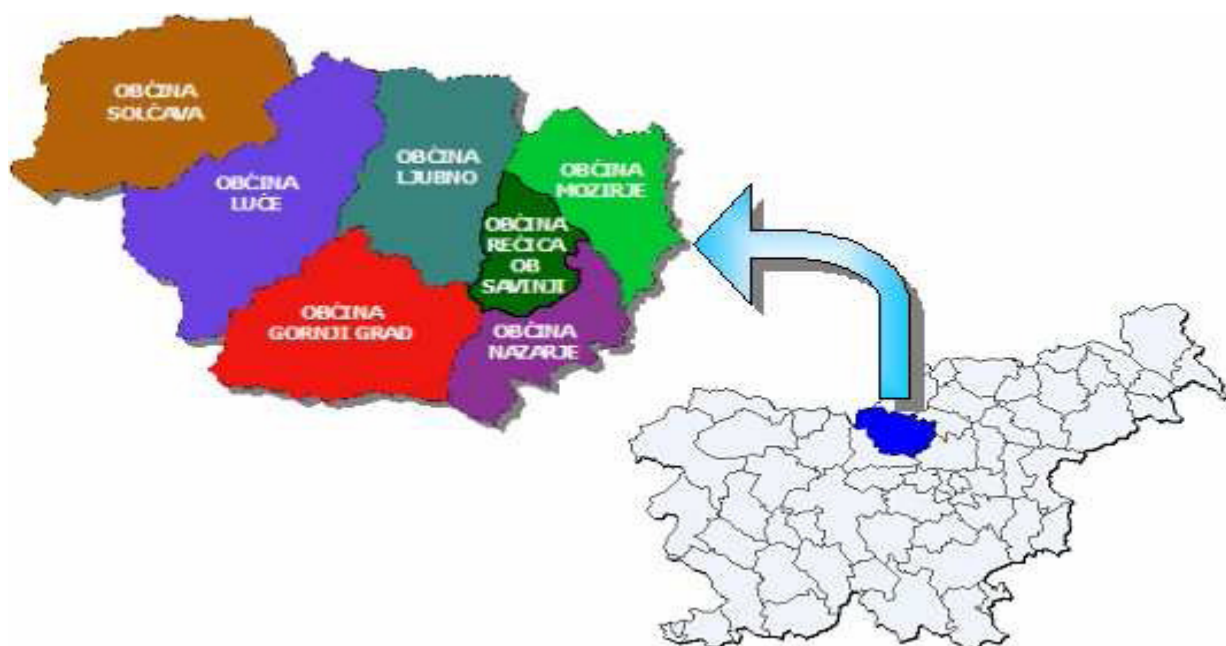 OBČINA
SOLČAVA
OBČINA
LUČE
OBČINA
LJUBNO
OBČINA
MOZIRJE
OBČINA
REČICA
OB
SAVINJI
OBČINA
GORNJI GRAD
OBČINA
NAZARJE